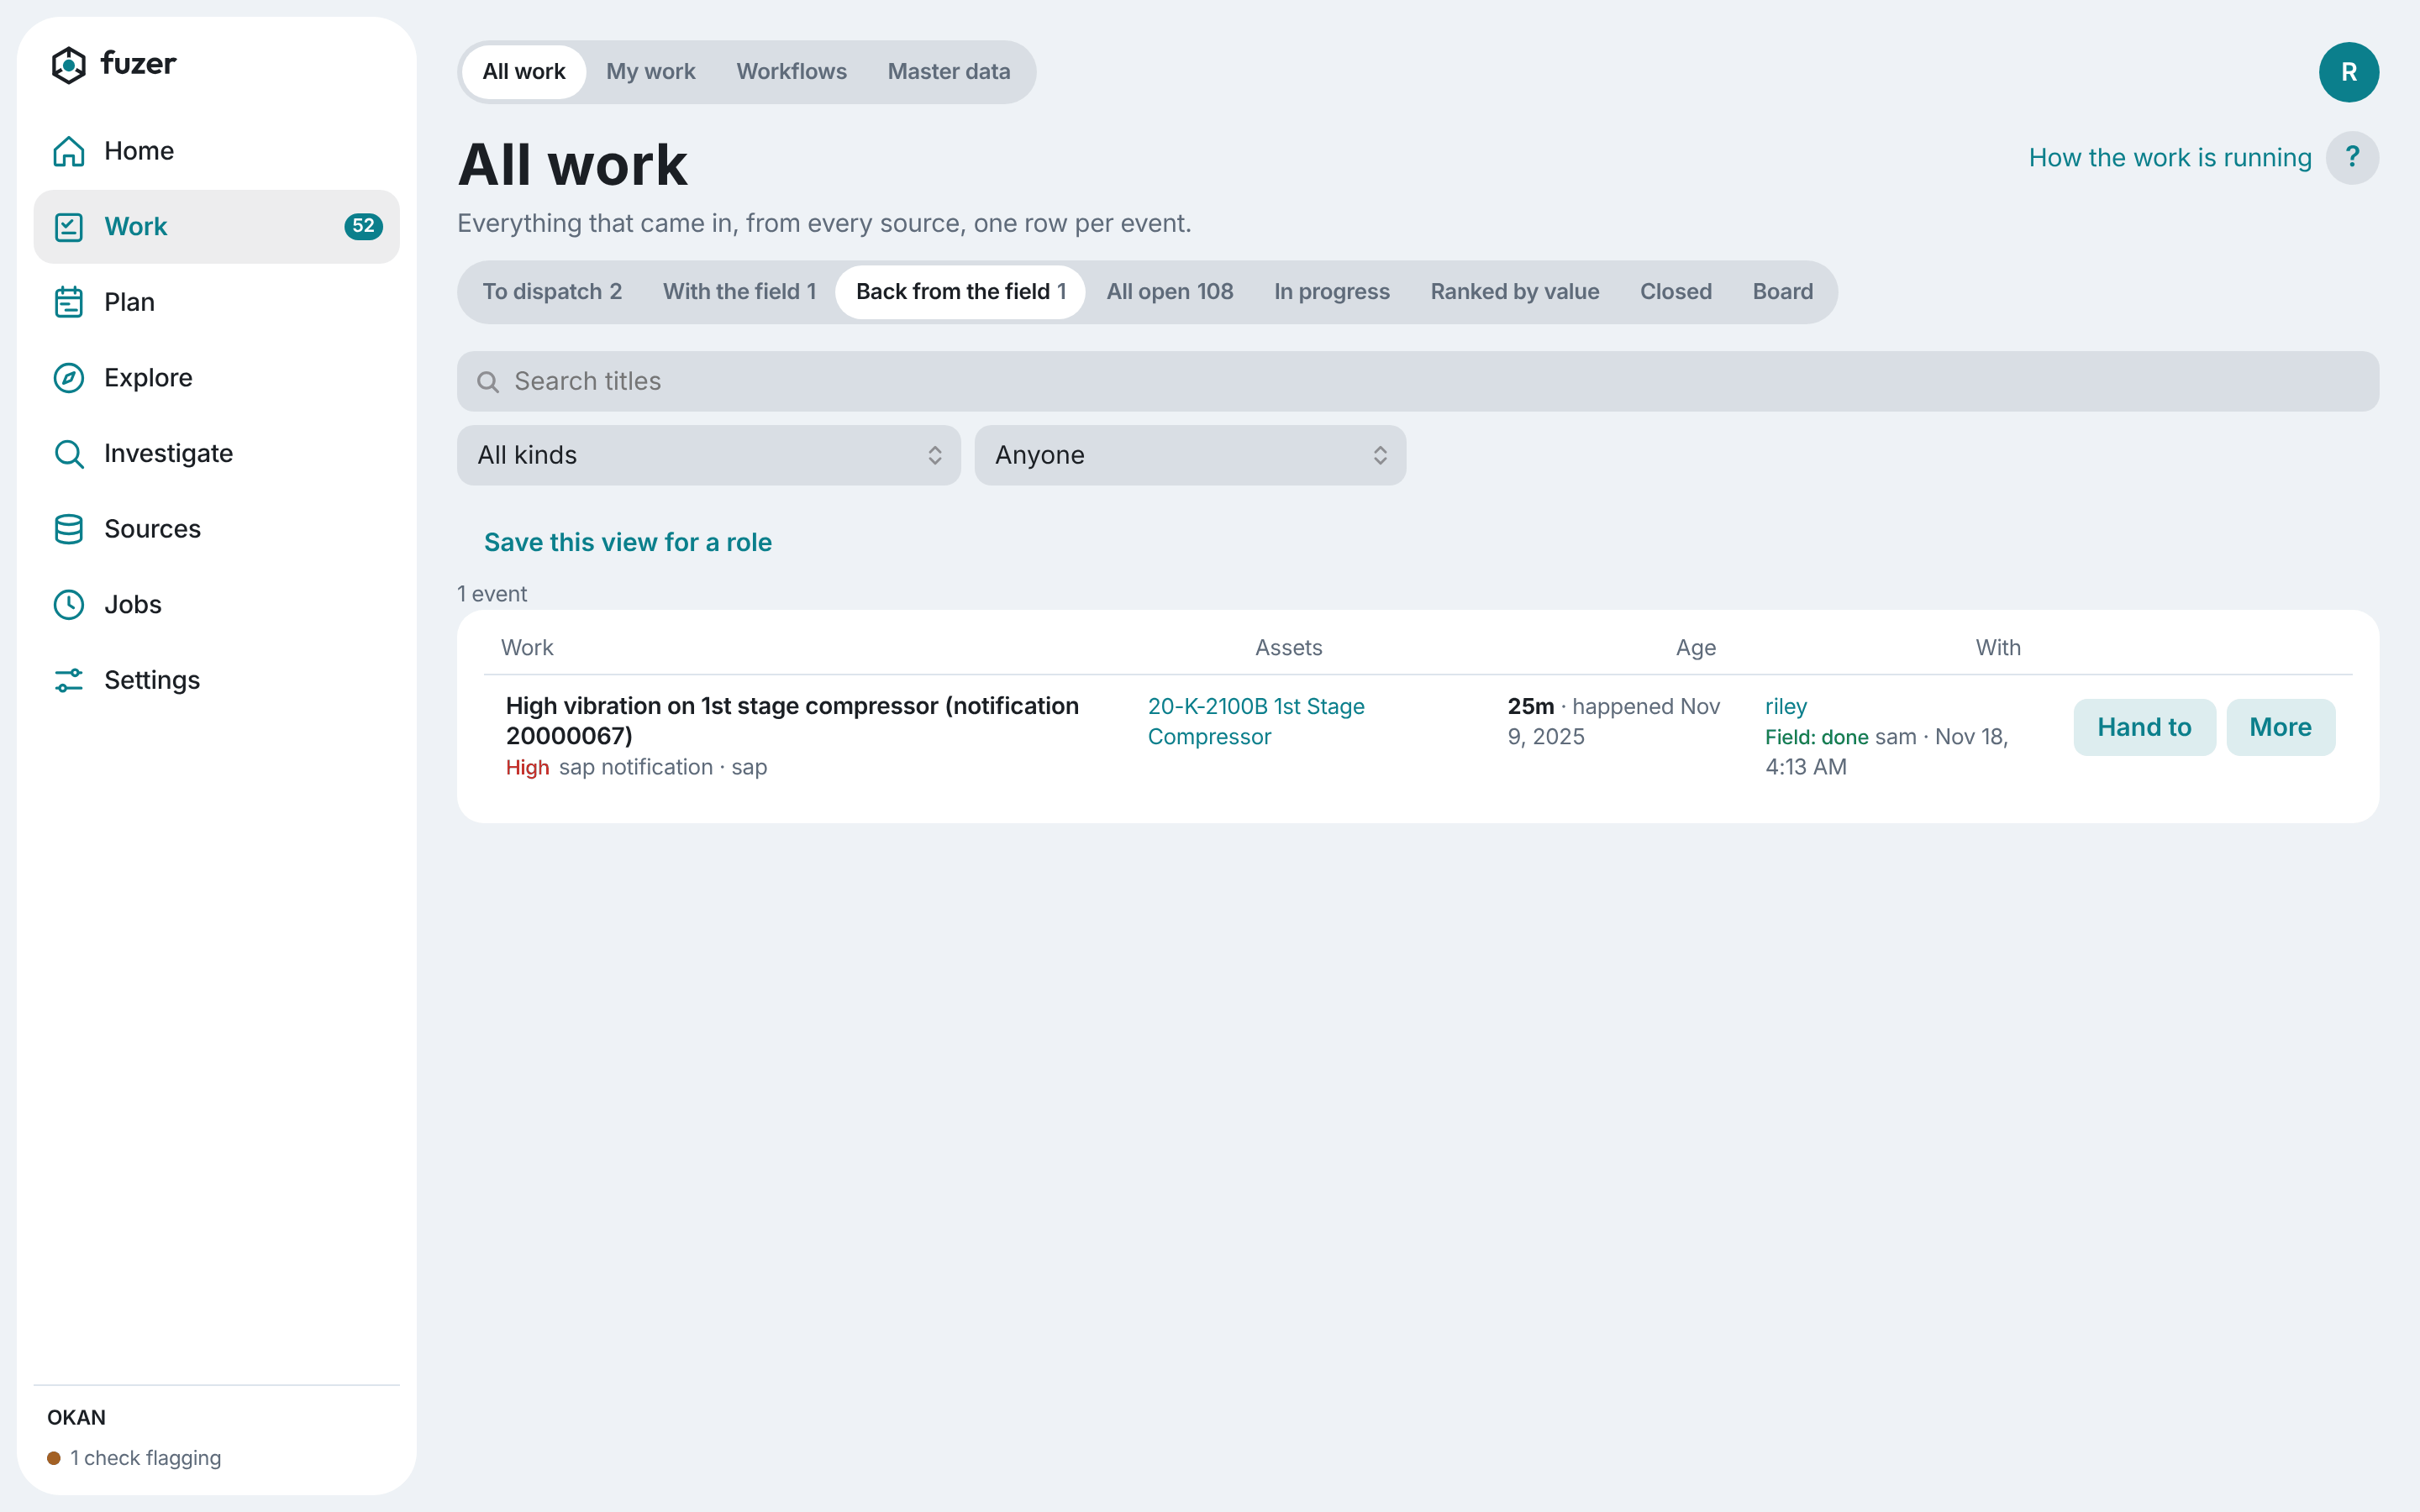 fuzer
Home
Work 52
Plan
Explore
Investigate
Sources
Jobs
Settings
OKAN
1 check flagging
All work My work Workflows Master data
R
All work
How the work is running ?
Everything that came in, from every source, one row per event.
To dispatch 2 With the field 1 Back from the field 1 All open 108 In progress Ranked by value Closed Board
Search titles
All kinds Anyone
Save this view for a role
1 event
Work Assets Age With
High vibration on 1st stage compressor (notification
20000067)
High sap notification · sap
20-K-2100B 1st Stage
Compressor
25m · happened Nov
9, 2025
riley
Field: done sam · Nov 18,
4:13 AM
Hand to More